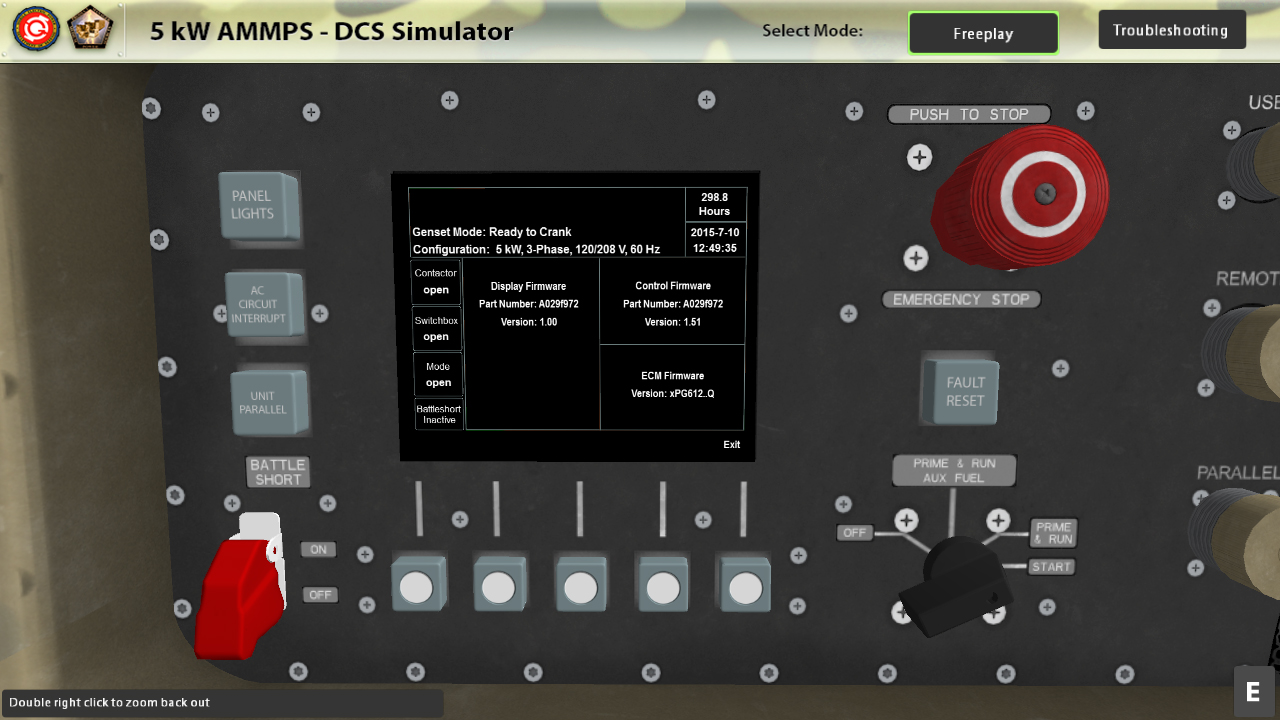 5 kW AMMPS - DCS Simulator
Select Mode:
Freeplay
Troubleshooting
PUSH TO STOP
USE
PANEL
LIGHTS
298.8
Hours
Genset Mode: Ready to Crank
Configuration: 5 kW, 3-Phase, 120/208 V, 60 Hz
2015-7-10
12:49:35
AC
CIRCUIT
INTERRUPT
Contactor
open
Switchbox
open
Mode
open
Battleshort
Inactive
Display Firmware
Part Number: A029f972
Version: 1.00
Control Firmware
Part Number: A029f972
Version: 1.51
ECM Firmware
Version: xPG612..Q
Exit
EMERGENCY STOP
REMOT
UNIT
PARALLEL
FAULT
RESET
BATTLE
SHORT
ON
OFF
PRIME & RUN
AUX FUEL
OFF
PRIME
& RUN
START
PARALLEL
Double right click to zoom back out
E